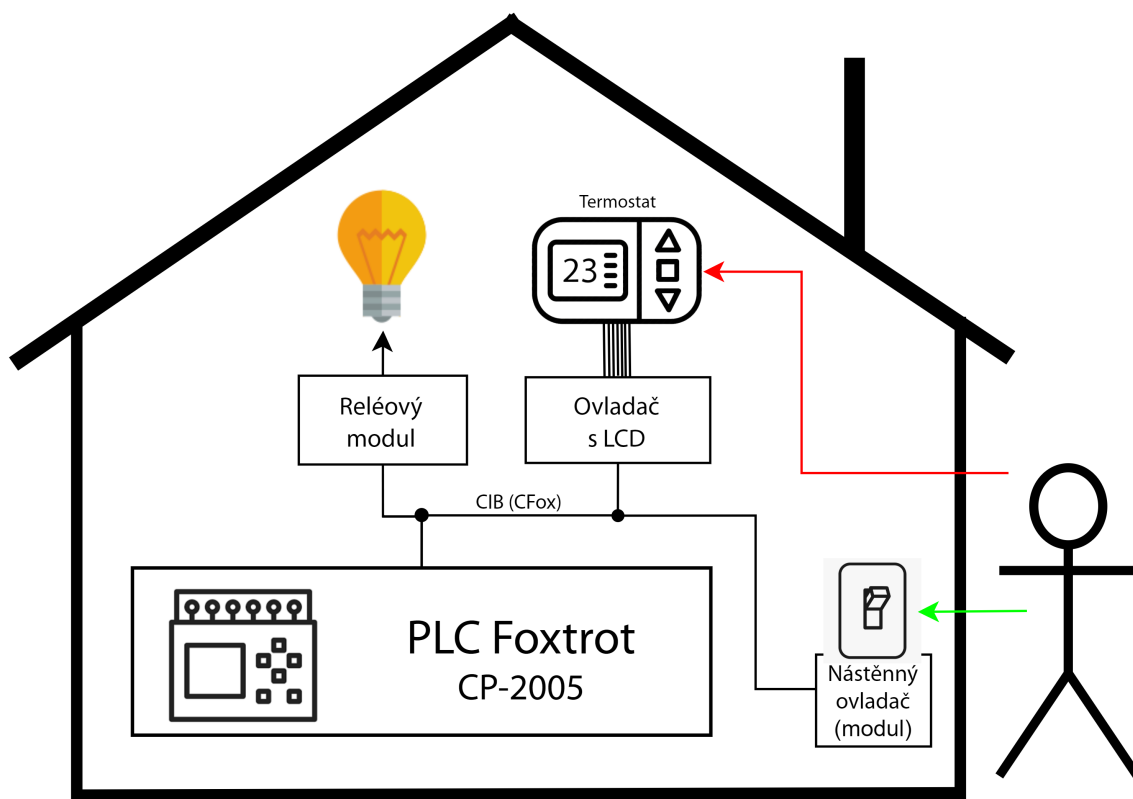 Termostat
23
Reléový
modul
Ovladač
s LCD
CIB (CFox)
PLC Foxtrot
CP-2005
Nástěnný
ovladač
(modul)